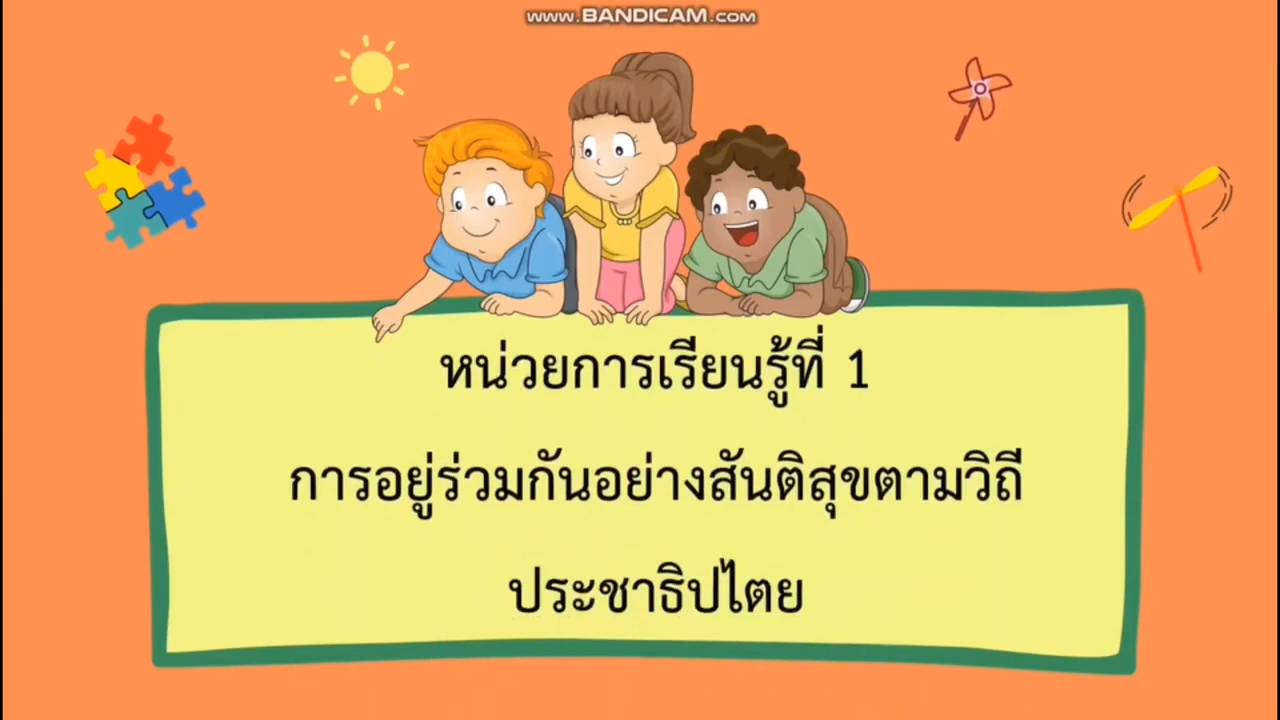 www.BANDICAM.com
หน่วยการเรียนรู้ที่ 1
การอยู่ร่วมกันอย่างสันติสุขตามวิถี
ประชาธิปไตย